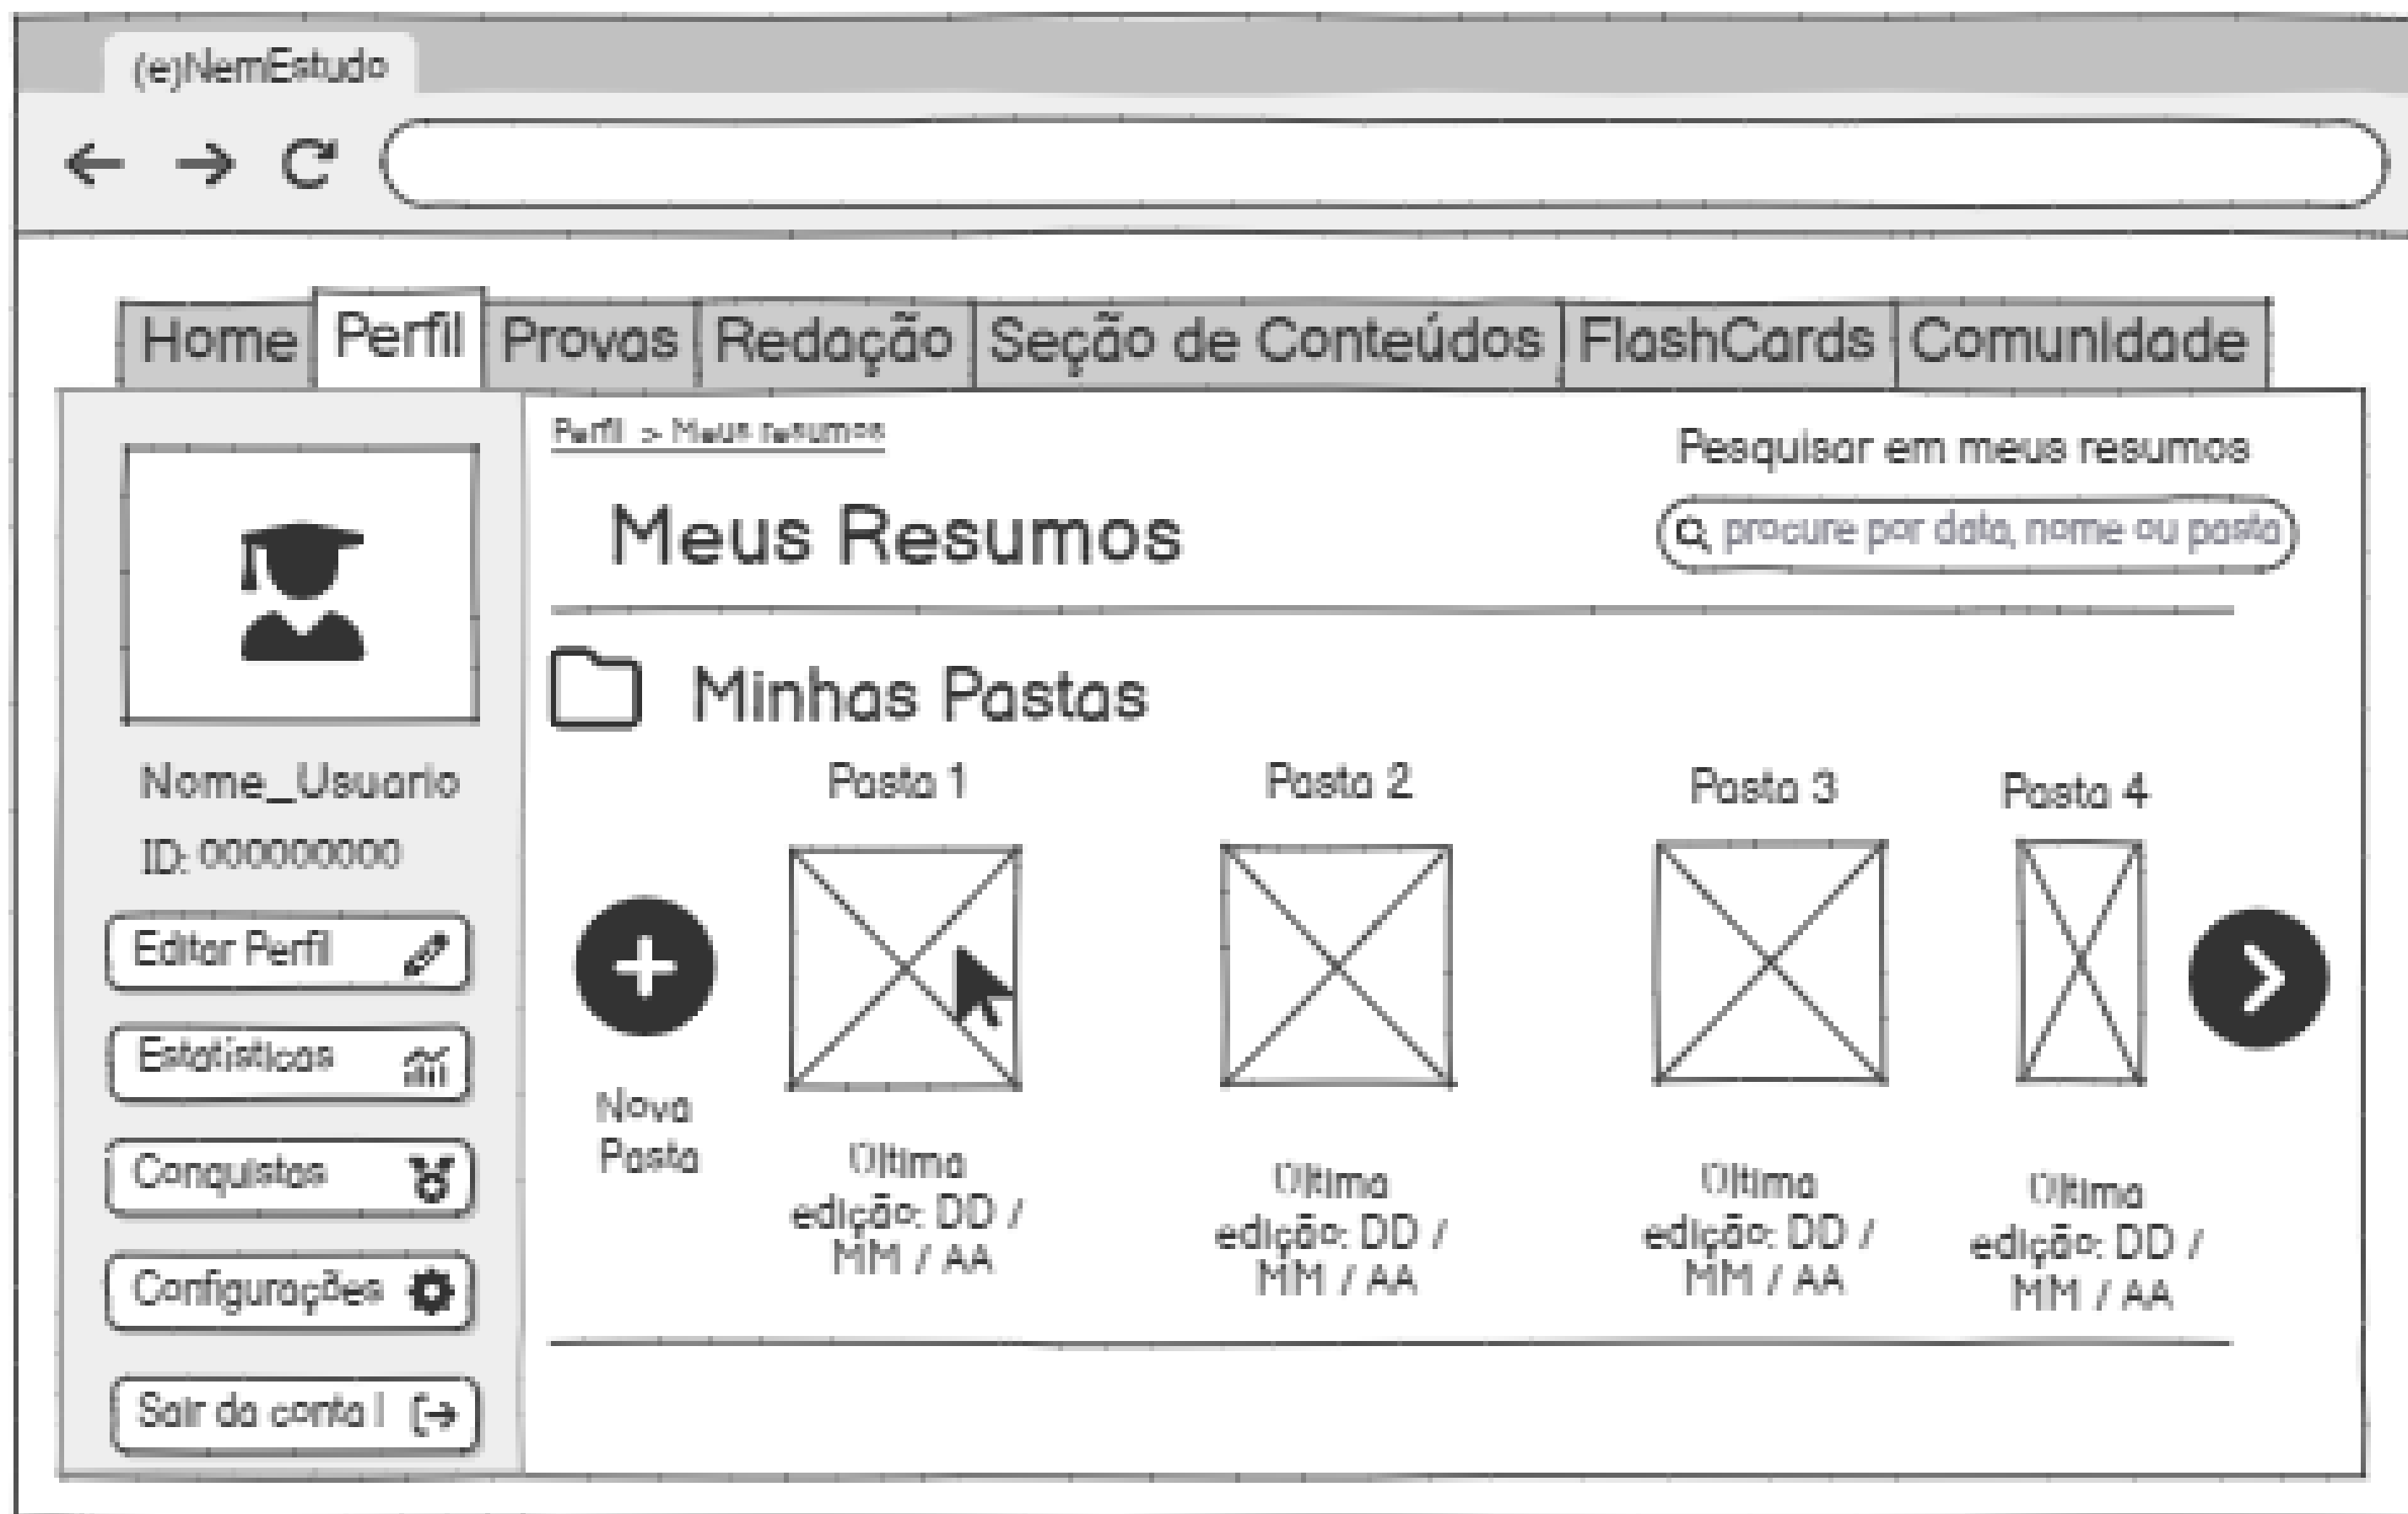 (e)NemEstudo
Home Perfil Provas Redação Seção de Conteúdos FlashCards Comunidade
Perfil > Meus resumos
Pesquisar em meus resumos
Meus Resumos
procure por data, nome ou pasta
Minhas Pastas
Nome_Usuario
ID: 000000000
Editar Perfil
Estatísticas
Conquistas
Configurações
Sair da conta |
Nova
Pasta
Pasta 1
Última
edição: DD /
MM / AA
Pasta 2
Última
edição: DD /
MM / AA
Pasta 3
Última
edição: DD /
MM / AA
Pasta 4
Última
edição: DD /
MM / AA